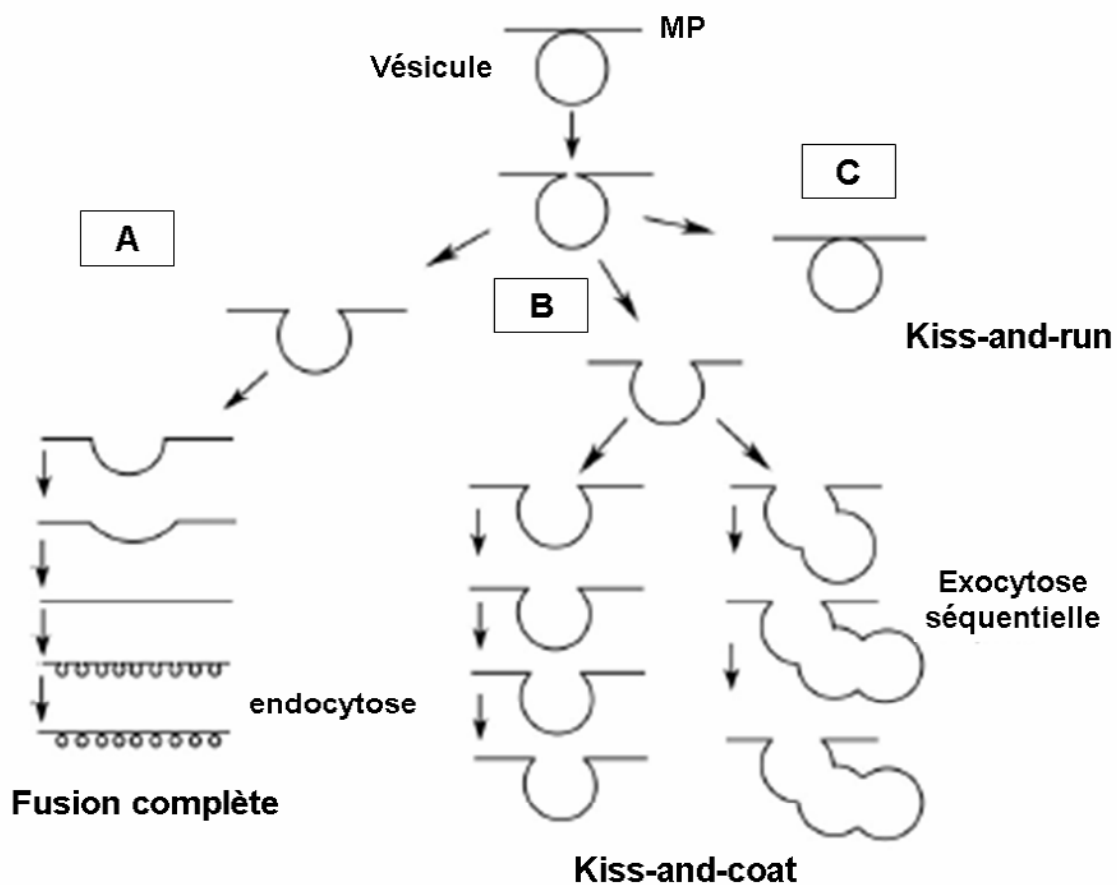 MP
Vésicule
C
A
B
Kiss-and-run
Exocytose
séquentielle
endocytose
Fusion complète
Kiss-and-coat